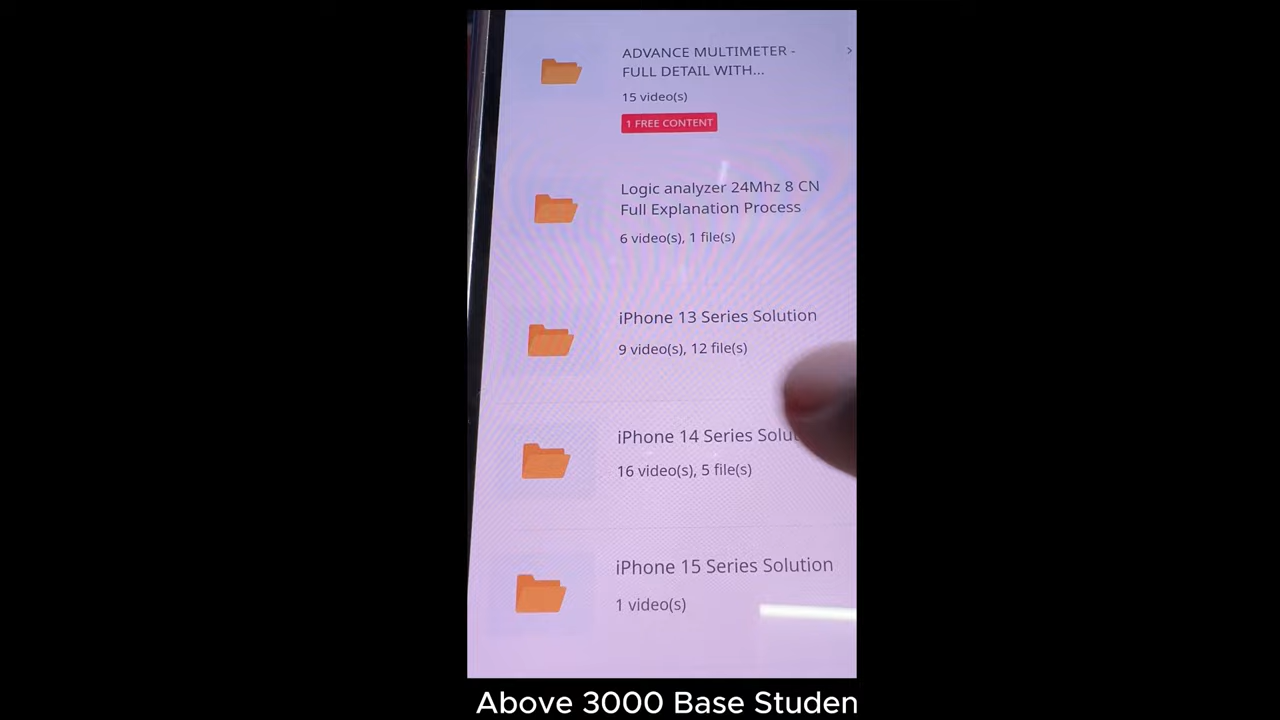 ADVANCE MULTIMETER -
FULL DETAIL WITH...
15 video(s)
1 FREE CONTENT
Logic analyzer 24Mhz 8 CN
Full Explanation Process
6 video(s), 1 file(s)
iPhone 13 Series Solution
9 video(s), 12 file(s)
iPhone 14 Series Solut
16 video(s), 5 file(s)
iPhone 15 Series Solution
1 video(s)
Above 3000 Base Studen